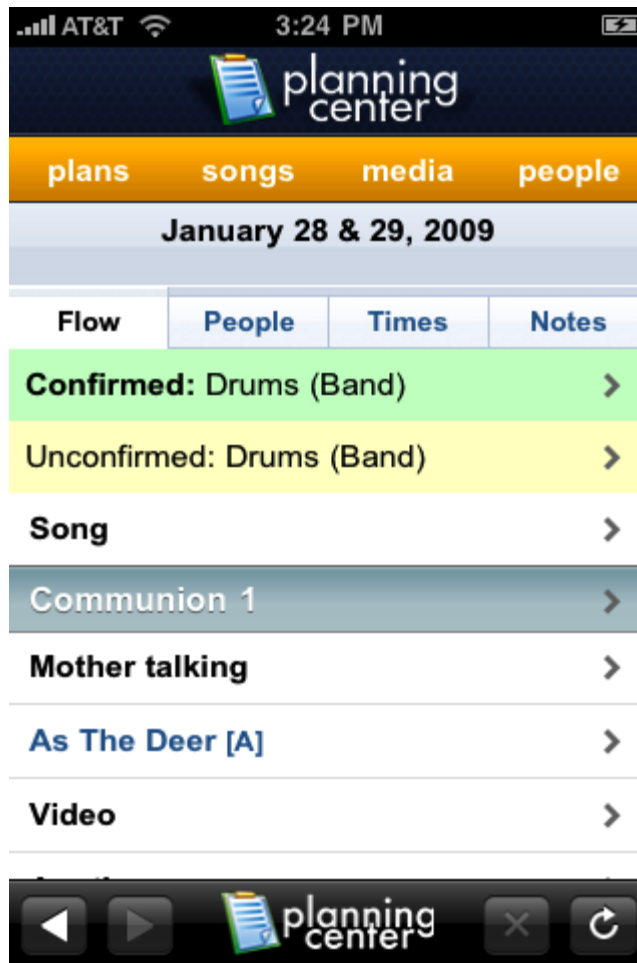 AT&T 3:24 PM
planning
center
plans songs media people
January 28 & 29, 2009
Flow People Times Notes
Confirmed: Drums (Band)
Unconfirmed: Drums (Band)
Song
Communion 1
Mother talking
As The Deer [A]
Video
planning
center